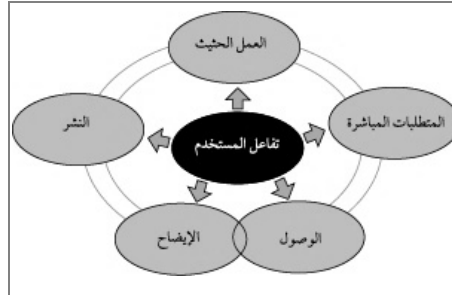 العمل الحثيث
المتطلبات المباشرة
النشر
تفاعل المستخدم
الوصول
الإيضاح